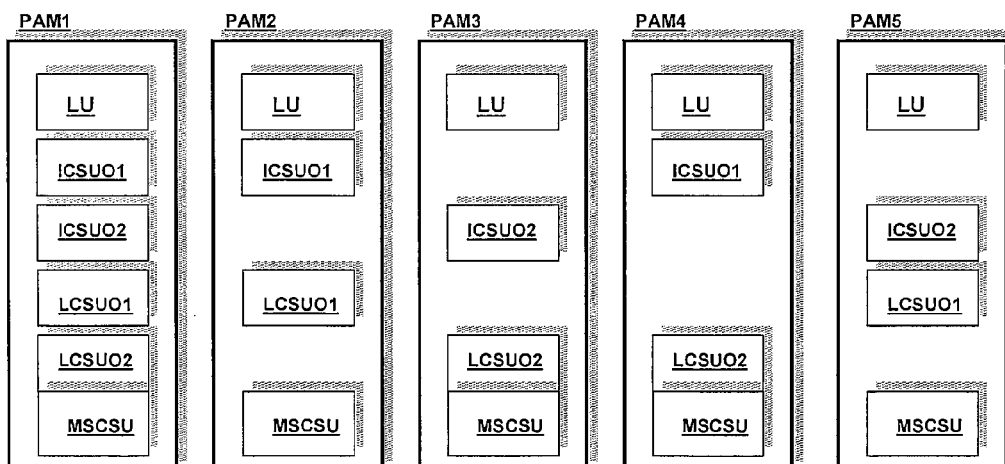 PAM1
PAM2
PAM3
PAM4
PAM5
LU
LU
LU
LU
LU
ICSUO1
ICSUO1
ICSUO1
ICSUO2
ICSUO2
ICSUO2
LCSUO1
LCSUO1
LCSUO1
LCSUO2
LCSUO2
LCSUO2
MSCSU
MSCSU
MSCSU
MSCSU
MSCSU